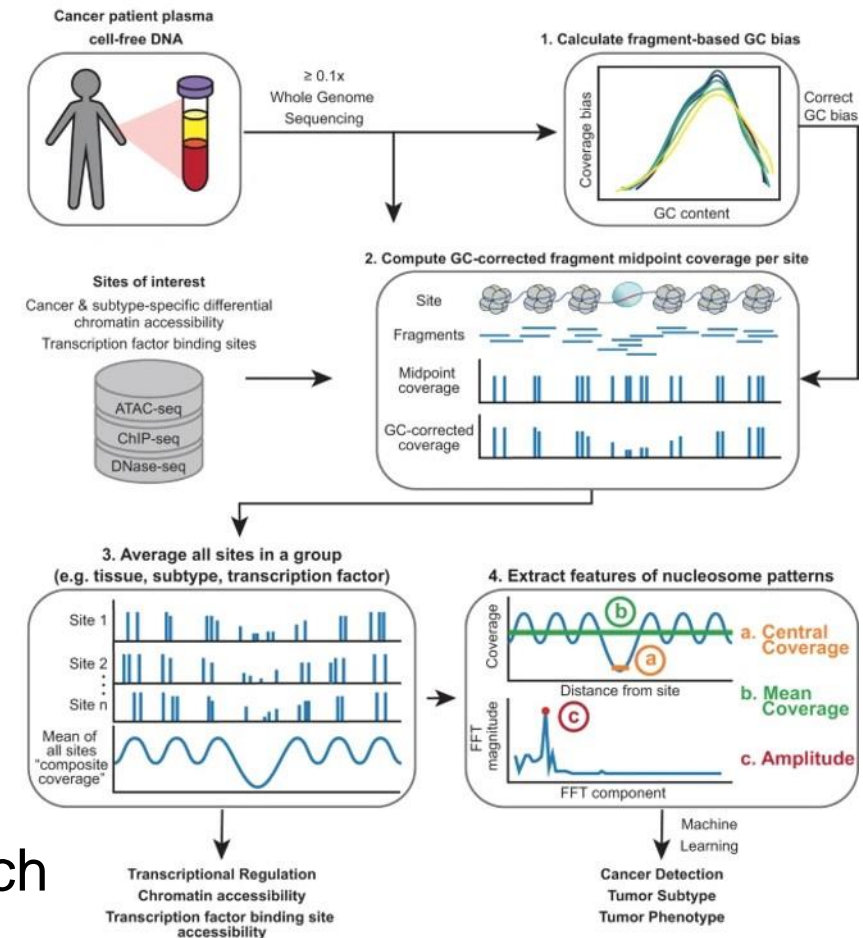 Cancer patient plasma
cell-free DNA
≥ 0.1x
Whole Genome
Sequencing
1. Calculate fragment-based GC bias
Coverage bias
GC content
Correct
GC bias
Sites of interest
Cancer & subtype-specific differential
chromatin accessibility
Transcription factor binding sites
ATAC-seq
ChIP-seq
DNase-seq
2. Compute GC-corrected fragment midpoint coverage per site
Site
Fragments
Midpoint
coverage
GC-corrected
coverage
3. Average all sites in a group
(e.g. tissue, subtype, transcription factor)
Site 1
Site 2
Site n
Mean of
all sites
"composite
coverage"
4. Extract features of nucleosome patterns
Coverage
b
a
Distance from site
FFT
magnitude
c
FFT component
a. Central
Coverage
b. Mean
Coverage
c. Amplitude
Machine
Learning
ch
Transcriptional Regulation
Chromatin accessibility
Transcription factor binding site
accessibility
Cancer Detection
Tumor Subtype
Tumor Phenotype